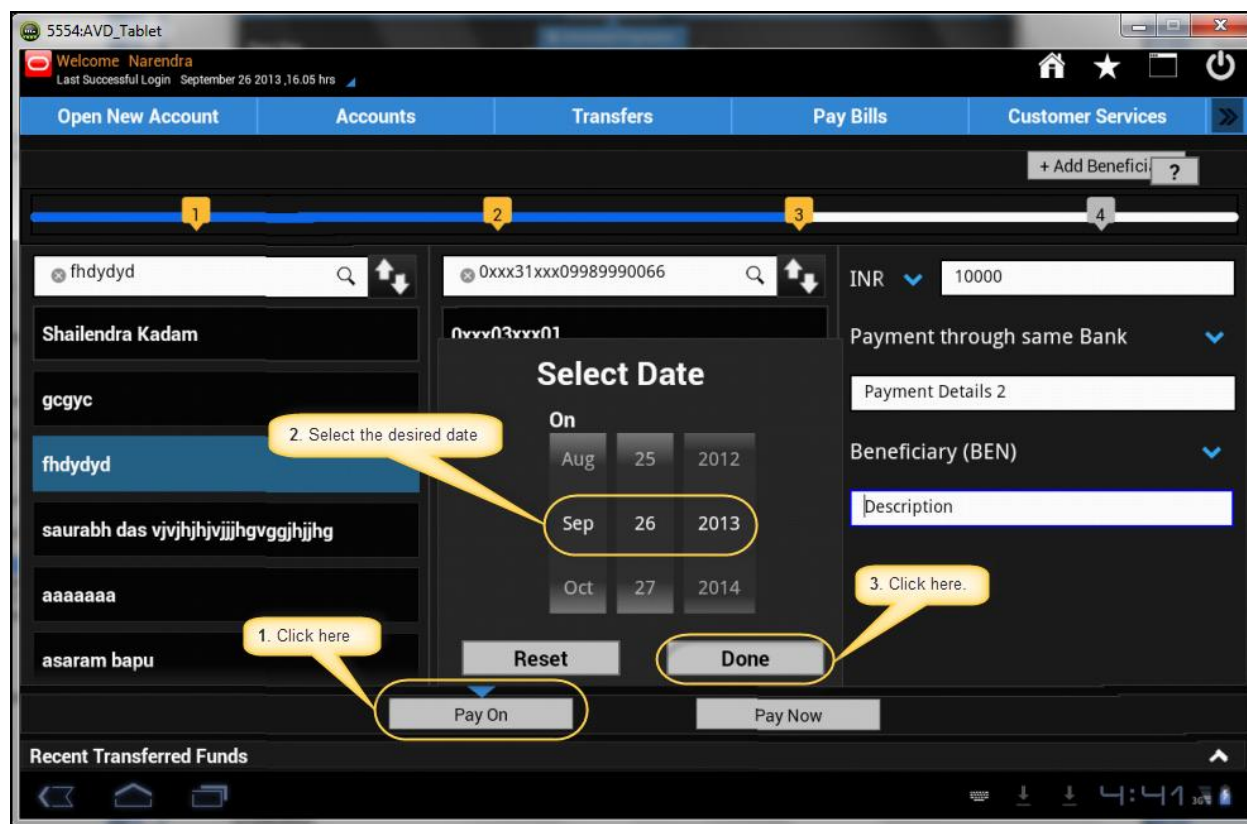 5554:AVD_Tablet
Welcome Narendra
Last Successful Login September 26 2013 ,16.05 hrs
Open New Account Accounts Transfers Pay Bills Customer Services
+ Add Benefici ?
1 2 3 4
fhdydyd
Shailendra Kadam
gcgyc
fhdydyd
saurabh das vjvjhjhjvjjjhgvggjhjjhg
aaaaaaa
asaram bapu
0xxx31xxx09989990066
0xxx03xxx01
Select Date
On
Aug 25 2012
Sep 26 2013
Oct 27 2014
Reset Done
2. Select the desired date
1. Click here
3. Click here.
INR 10000
Payment through same Bank
Payment Details 2
Beneficiary (BEN)
Description
Pay On Pay Now
Recent Transferred Funds
4:41 3G